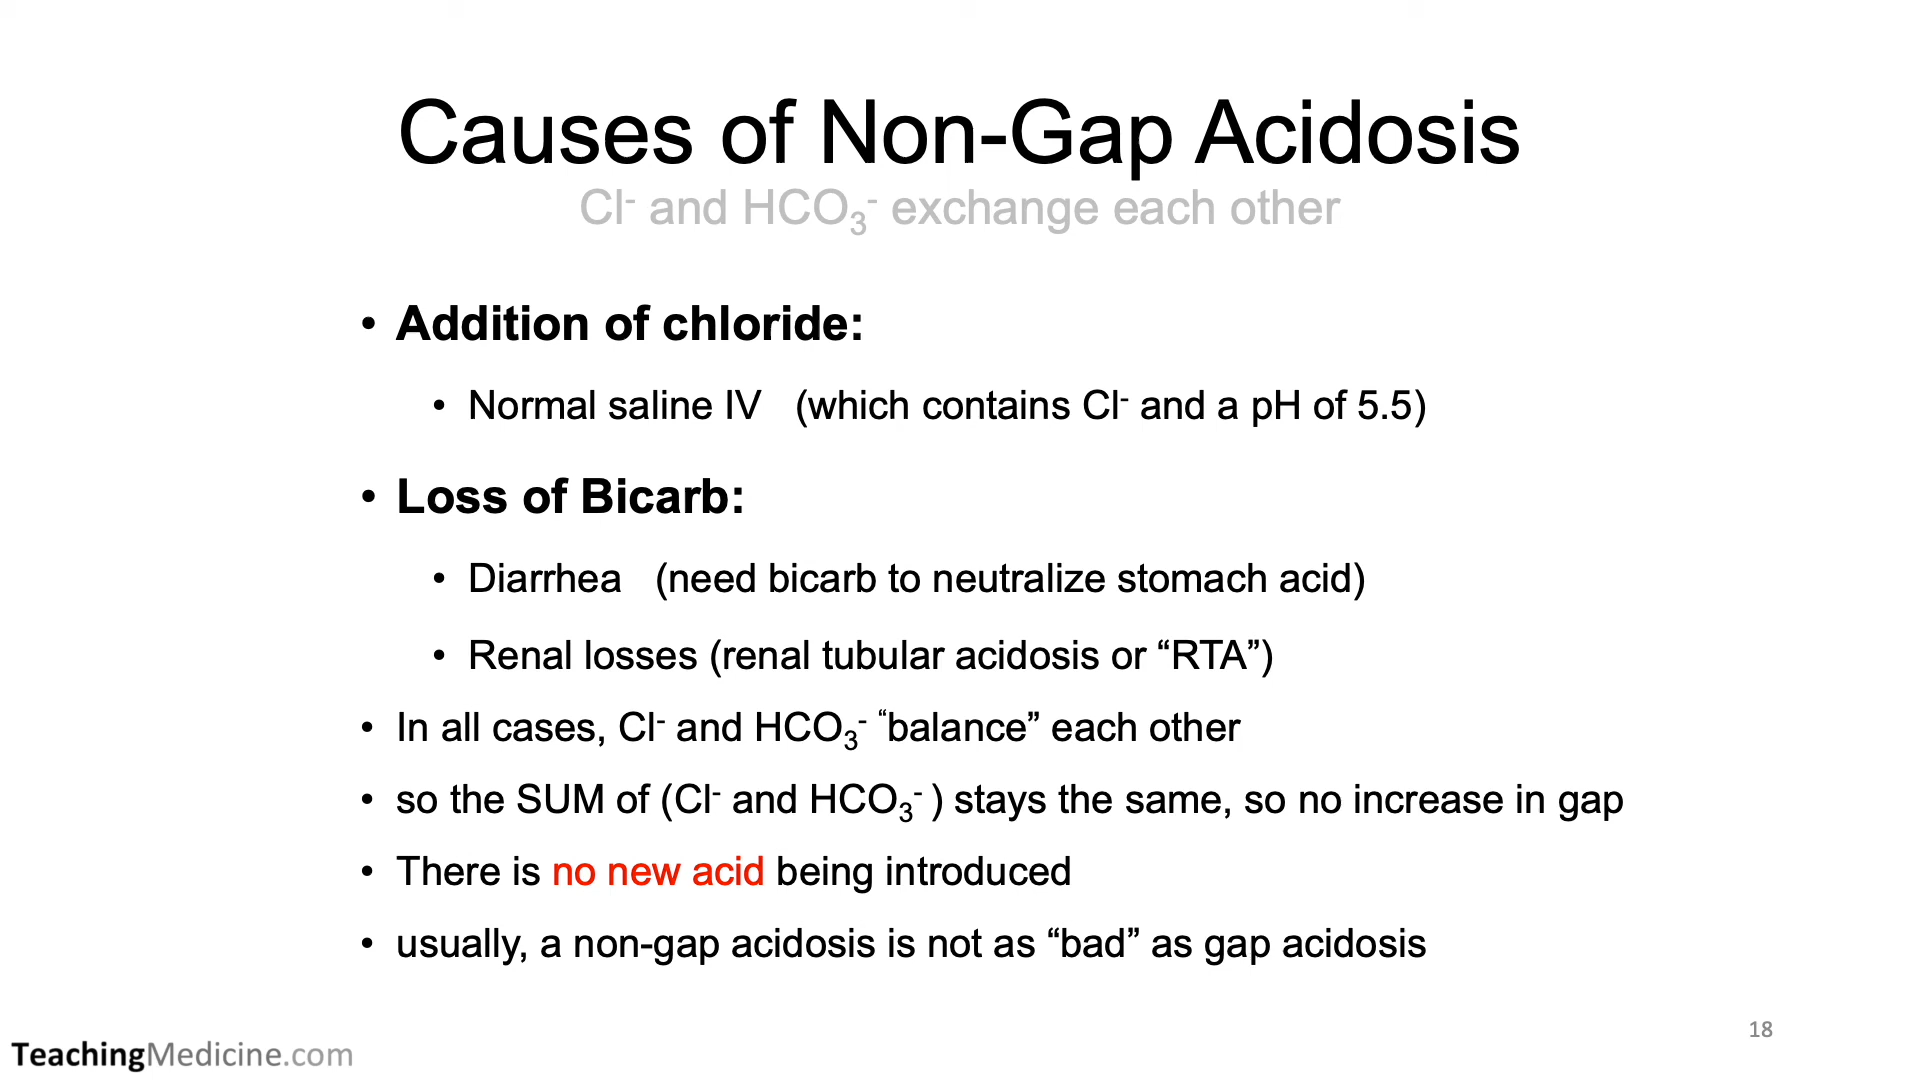 Causes of Non-Gap Acidosis
Cl⁻ and HCO₃⁻ exchange each other
• Addition of chloride:
• Normal saline IV (which contains Cl⁻ and a pH of 5.5)
• Loss of Bicarb:
• Diarrhea (need bicarb to neutralize stomach acid)
• Renal losses (renal tubular acidosis or “RTA”)
• In all cases, Cl⁻ and HCO₃⁻ “balance” each other
• so the SUM of (Cl⁻ and HCO₃⁻ ) stays the same, so no increase in gap
• There is no new acid being introduced
• usually, a non-gap acidosis is not as “bad” as gap acidosis
18
TeachingMedicine.com